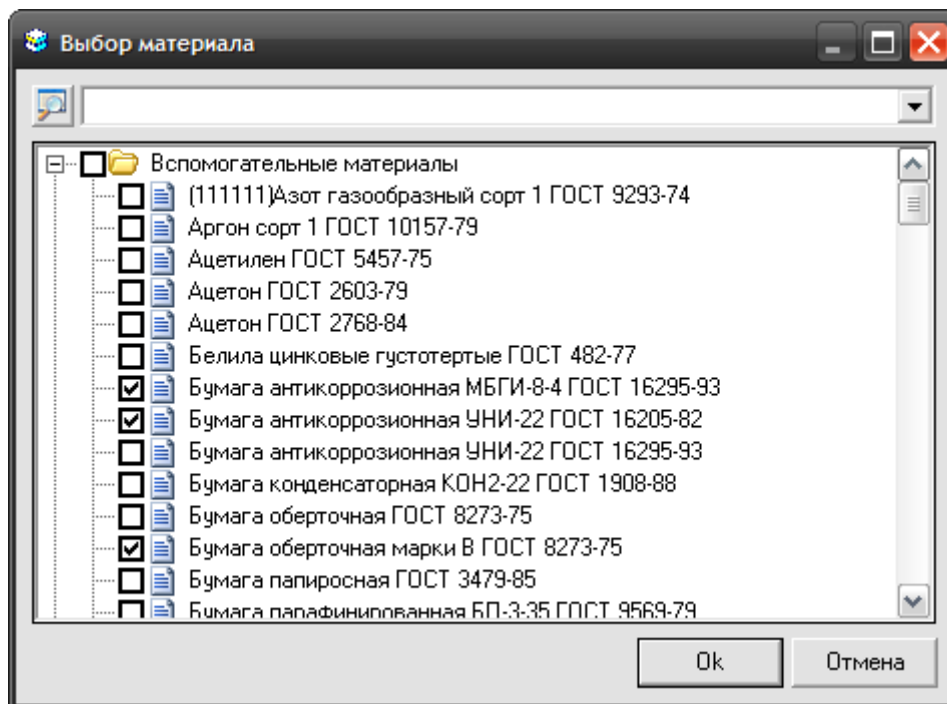 Выбор материала
Вспомогательные материалы
(111111)Азот газообразный сорт 1 ГОСТ 9293-74
Аргон сорт 1 ГОСТ 10157-79
Ацетилен ГОСТ 5457-75
Ацетон ГОСТ 2603-79
Ацетон ГОСТ 2768-84
Белила цинковые густотертые ГОСТ 482-77
Бумага антикоррозионная МБГИ-8-4 ГОСТ 16295-93
Бумага антикоррозионная УНИ-22 ГОСТ 16205-82
Бумага антикоррозионная УНИ-22 ГОСТ 16295-93
Бумага конденсаторная КОН2-22 ГОСТ 1908-88
Бумага оберточная ГОСТ 8273-75
Бумага оберточная марки В ГОСТ 8273-75
Бумага папиросная ГОСТ 3479-85
Бумага парафинированная БП-3-35 ГОСТ 9569-79
Ok Отмена